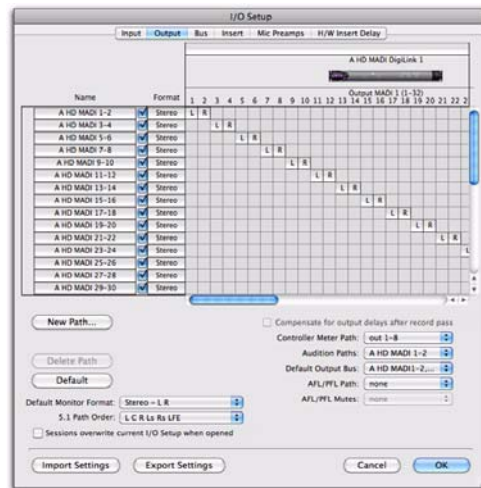 I/O Setup
Input Output Bus Insert Mic Preamps H/W Insert Delay
A HD MADI DigiLink 1
Output MADI 1 (1-32)
Name Format 1 2 3 4 5 6 7 8 9 10 11 12 13 14 15 16 17 18 19 20 21 22 2
A HD MADI 1-2 Stereo L R
A HD MADI 3-4 Stereo L R
A HD MADI 5-6 Stereo L R
A HD MADI 7-8 Stereo L R
A HD MADI 9-10 Stereo L R
A HD MADI 11-12 Stereo L R
A HD MADI 13-14 Stereo L R
A HD MADI 15-16 Stereo L R
A HD MADI 17-18 Stereo L R
A HD MADI 19-20 Stereo L R
A HD MADI 21-22 Stereo L R
A HD MADI 23-24 Stereo L
A HD MADI 25-26 Stereo
A HD MADI 27-28 Stereo
A HD MADI 29-30 Stereo
New Path...
Compensate for output delays after record pass
Controller Meter Path: out 1-8
Delete Path
Audition Paths: A HD MADI 1-2
Default
Default Output Bus: A HD MADI1-2,...
AFL/PFL Path: none
Default Monitor Format: Stereo - L R
AFL/PFL Mutes: none
5.1 Path Order: L C R Ls Rs LFE
Sessions overwrite current I/O Setup when opened
Import Settings Export Settings Cancel OK